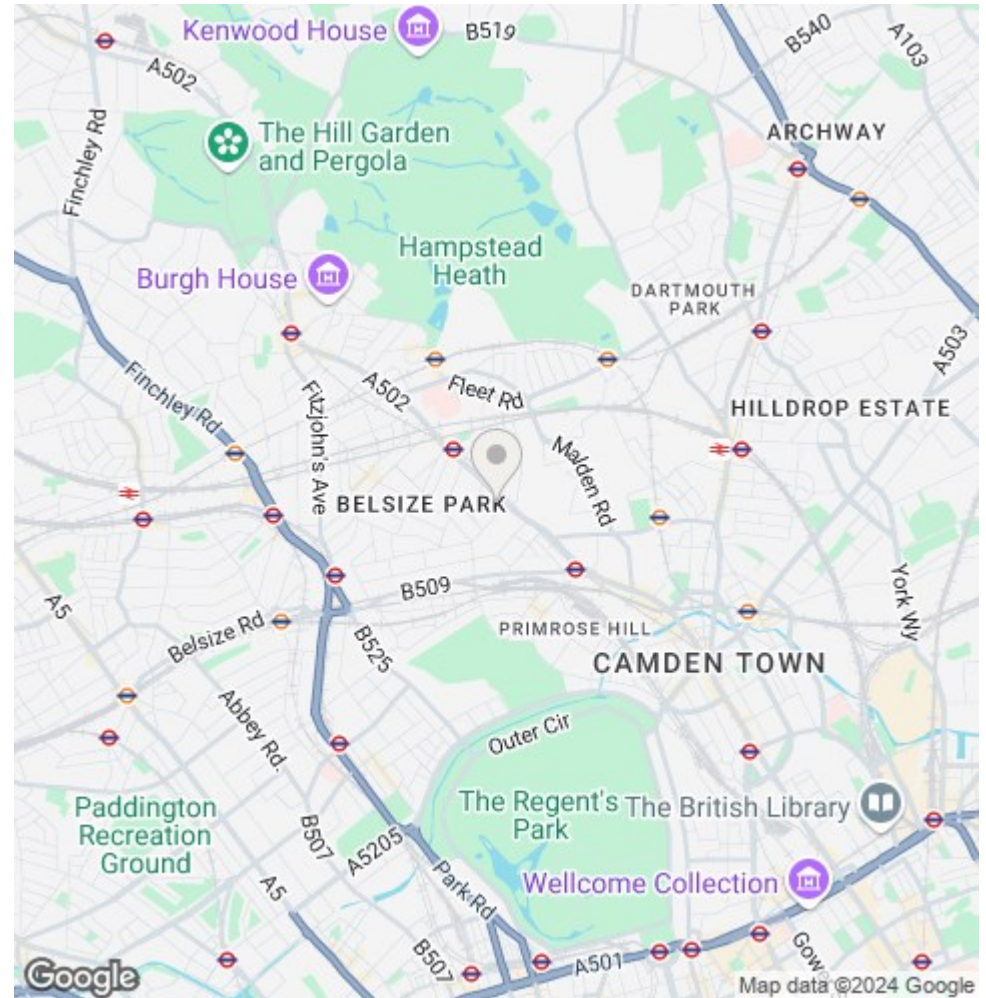 Kenwood House
B519
B540
A103
A502
ARCHWAY
The Hill Garden
and Pergola
Finchley Rd
Hampstead
Heath
Burgh House
DARTMOUTH
PARK
A503
A502
Fleet Rd
Finchley Rd
Fitzjohn's Ave
HILLDROP ESTATE
Malden Rd
BELSIZE PARK
B509
York Wy
A5
Belsize Rd
B525
PRIMROSE HILL
CAMDEN TOWN
Abbey Rd.
Outer Cir
Paddington
Recreation
Ground
The Regent's
Park
The British Library
B507
A5205
Park Rd
Wellcome Collection
A5
B507
A501
Gowe
Google
Map data ©2024 Google